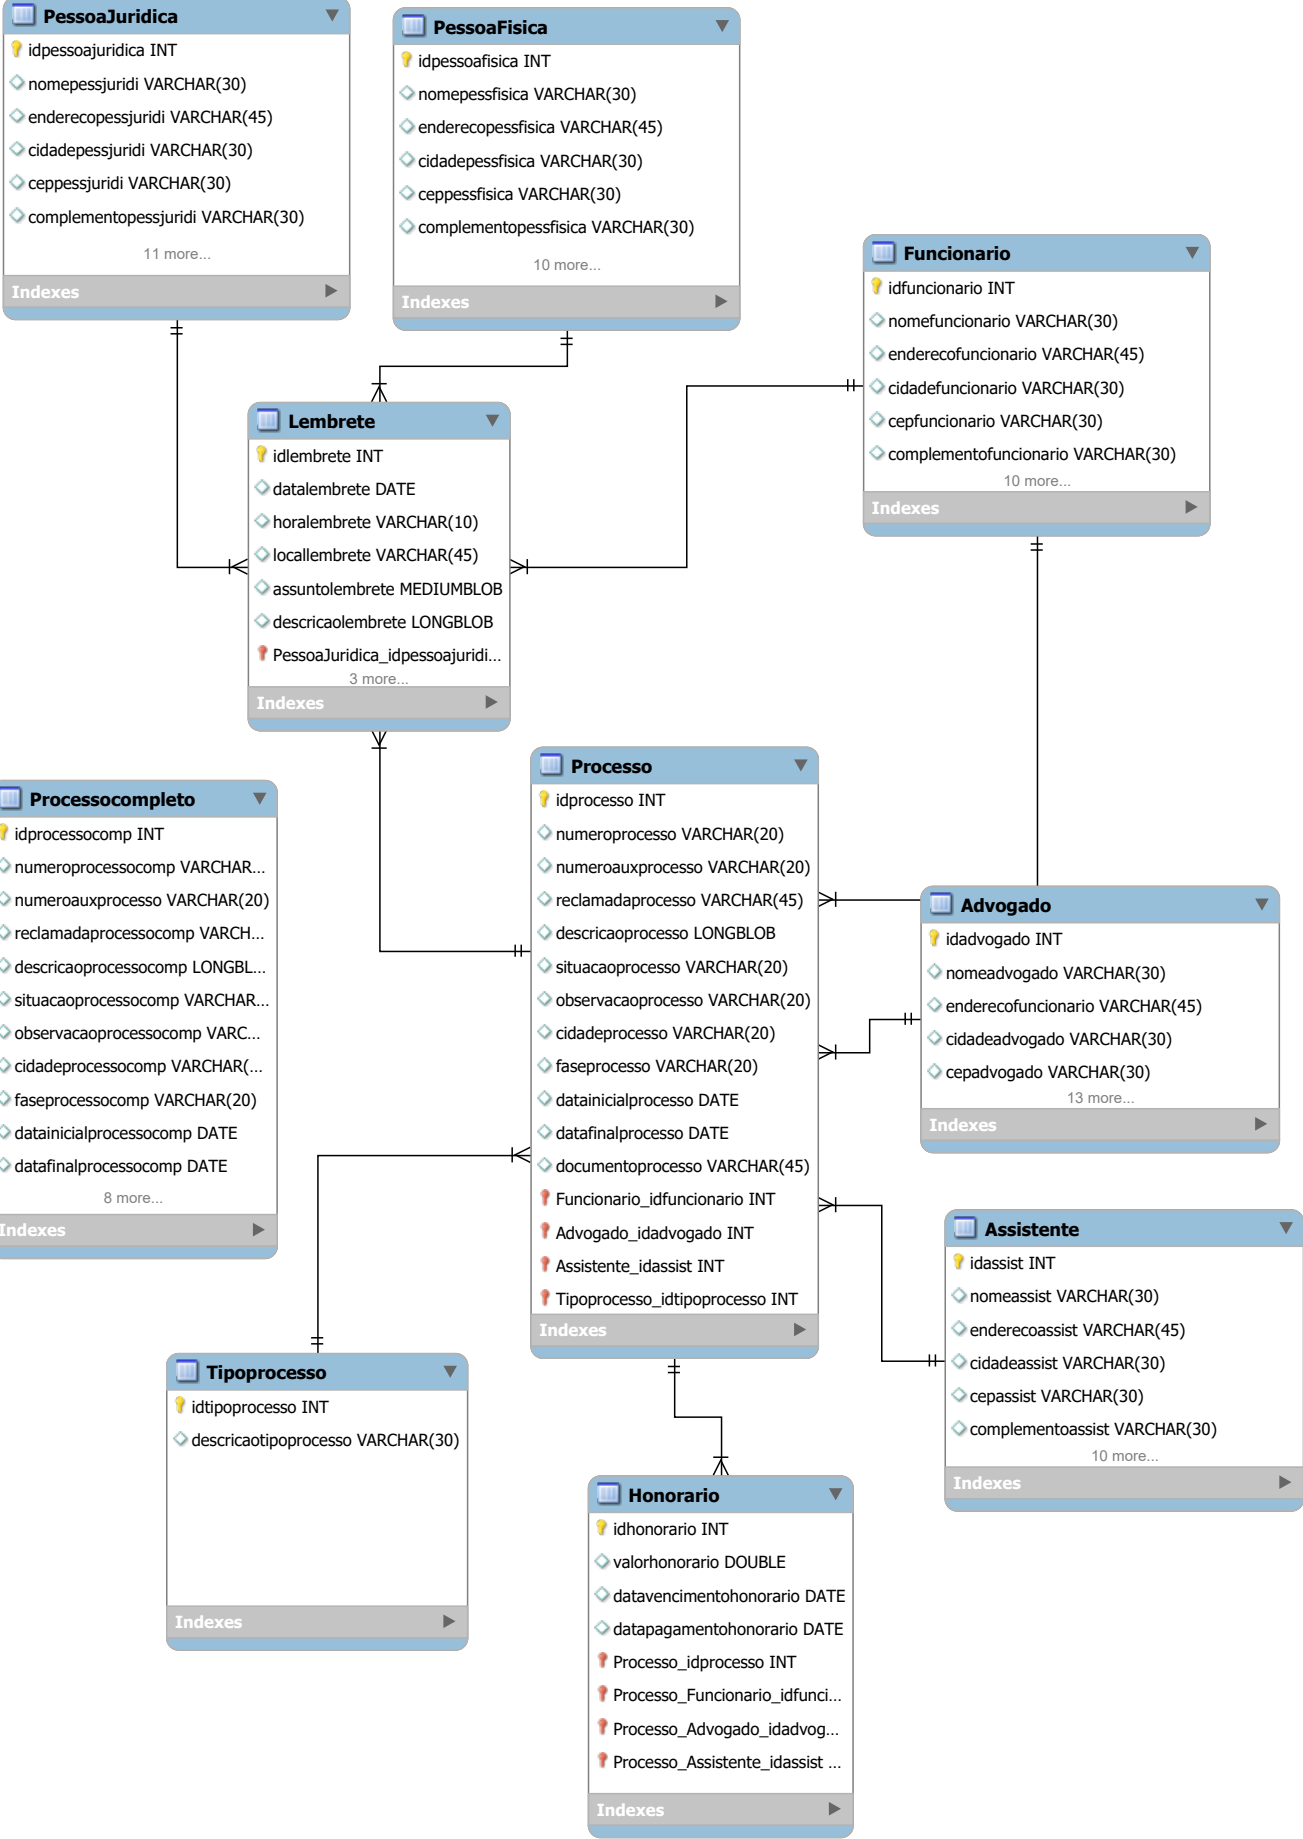 PessoaJuridica
idpessoajuridica INT
nomepessjuridi VARCHAR(30)
enderecopessjuridi VARCHAR(45)
cidadepessjuridi VARCHAR(30)
ceppessjuridi VARCHAR(30)
complementopessjuridi VARCHAR(30)
11 more...
Indexes
PessoaFisica
idpessoafisica INT
nomepessfisica VARCHAR(30)
enderecopessfisica VARCHAR(45)
cidadepessfisica VARCHAR(30)
ceppessfisica VARCHAR(30)
complementopessfisica VARCHAR(30)
10 more...
Indexes
Funcionario
idfuncionario INT
nomefuncionario VARCHAR(30)
enderecofuncionario VARCHAR(45)
cidadefuncionario VARCHAR(30)
cepfuncionario VARCHAR(30)
complementofuncionario VARCHAR(30)
10 more...
Indexes
Lembrete
idlembrete INT
datalembrete DATE
horalembrete VARCHAR(10)
locallembrete VARCHAR(45)
assuntolembrete MEDIUMBLOB
descricaolembrete LONGBLOB
PessoaJuridica_idpessoajuridi...
3 more...
Indexes
Processocompleto
idprocessocomp INT
numeroprocessocomp VARCHAR...
numeroauxprocesso VARCHAR(20)
reclamadaprocessocomp VARCH...
descricaoprocessocomp LONGBL...
situacaoprocessocomp VARCHAR...
observacaoprocessocomp VARC...
cidadeprocessocomp VARCHAR(...
faseprocessocomp VARCHAR(20)
datainicialprocessocomp DATE
datafinalprocessocomp DATE
8 more...
Indexes
Processo
idprocesso INT
numeroprocesso VARCHAR(20)
numeroauxprocesso VARCHAR(20)
reclamadaprocesso VARCHAR(45)
descricaoprocesso LONGBLOB
situacaoprocesso VARCHAR(20)
observacaoprocesso VARCHAR(20)
cidadeprocesso VARCHAR(20)
faseprocesso VARCHAR(20)
datainicialprocesso DATE
datafinalprocesso DATE
documentoprocesso VARCHAR(45)
Funcionario_idfuncionario INT
Advogado_idadvogado INT
Assistente_idassist INT
Tipoprocesso_idtipoprocesso INT
Indexes
Advogado
idadvogado INT
nomeadvogado VARCHAR(30)
enderecofuncionario VARCHAR(45)
cidadeadvogado VARCHAR(30)
cepadvogado VARCHAR(30)
13 more...
Indexes
Assistente
idassist INT
nomeassist VARCHAR(30)
enderecoassist VARCHAR(45)
cidadeassist VARCHAR(30)
cepassist VARCHAR(30)
complementoassist VARCHAR(30)
10 more...
Indexes
Tipoprocesso
idtipoprocesso INT
descricaotipoprocesso VARCHAR(30)
Indexes
Honorario
idhonorario INT
valorhonorario DOUBLE
datavencimentohonorario DATE
datapagamentohonorario DATE
Processo_idprocesso INT
Processo_Funcionario_idfunci...
Processo_Advogado_idadvog...
Processo_Assistente_idassist ...
Indexes